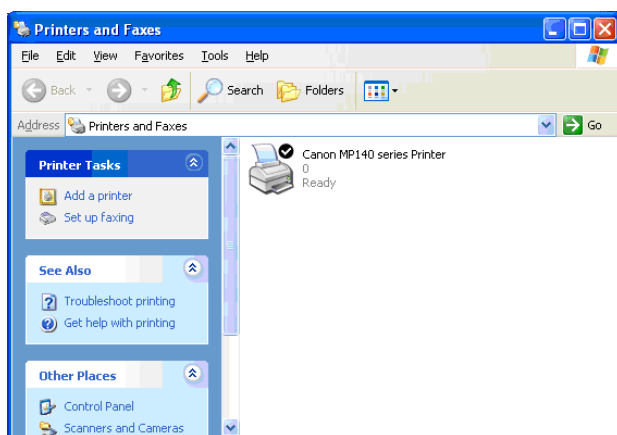 Printers and Faxes
File Edit View Favorites Tools Help
Back Search Folders
Address Printers and Faxes Go
Printer Tasks
Add a printer
Set up faxing
See Also
Troubleshoot printing
Get help with printing
Other Places
Control Panel
Scanners and Cameras
Canon MP140 series Printer
0
Ready